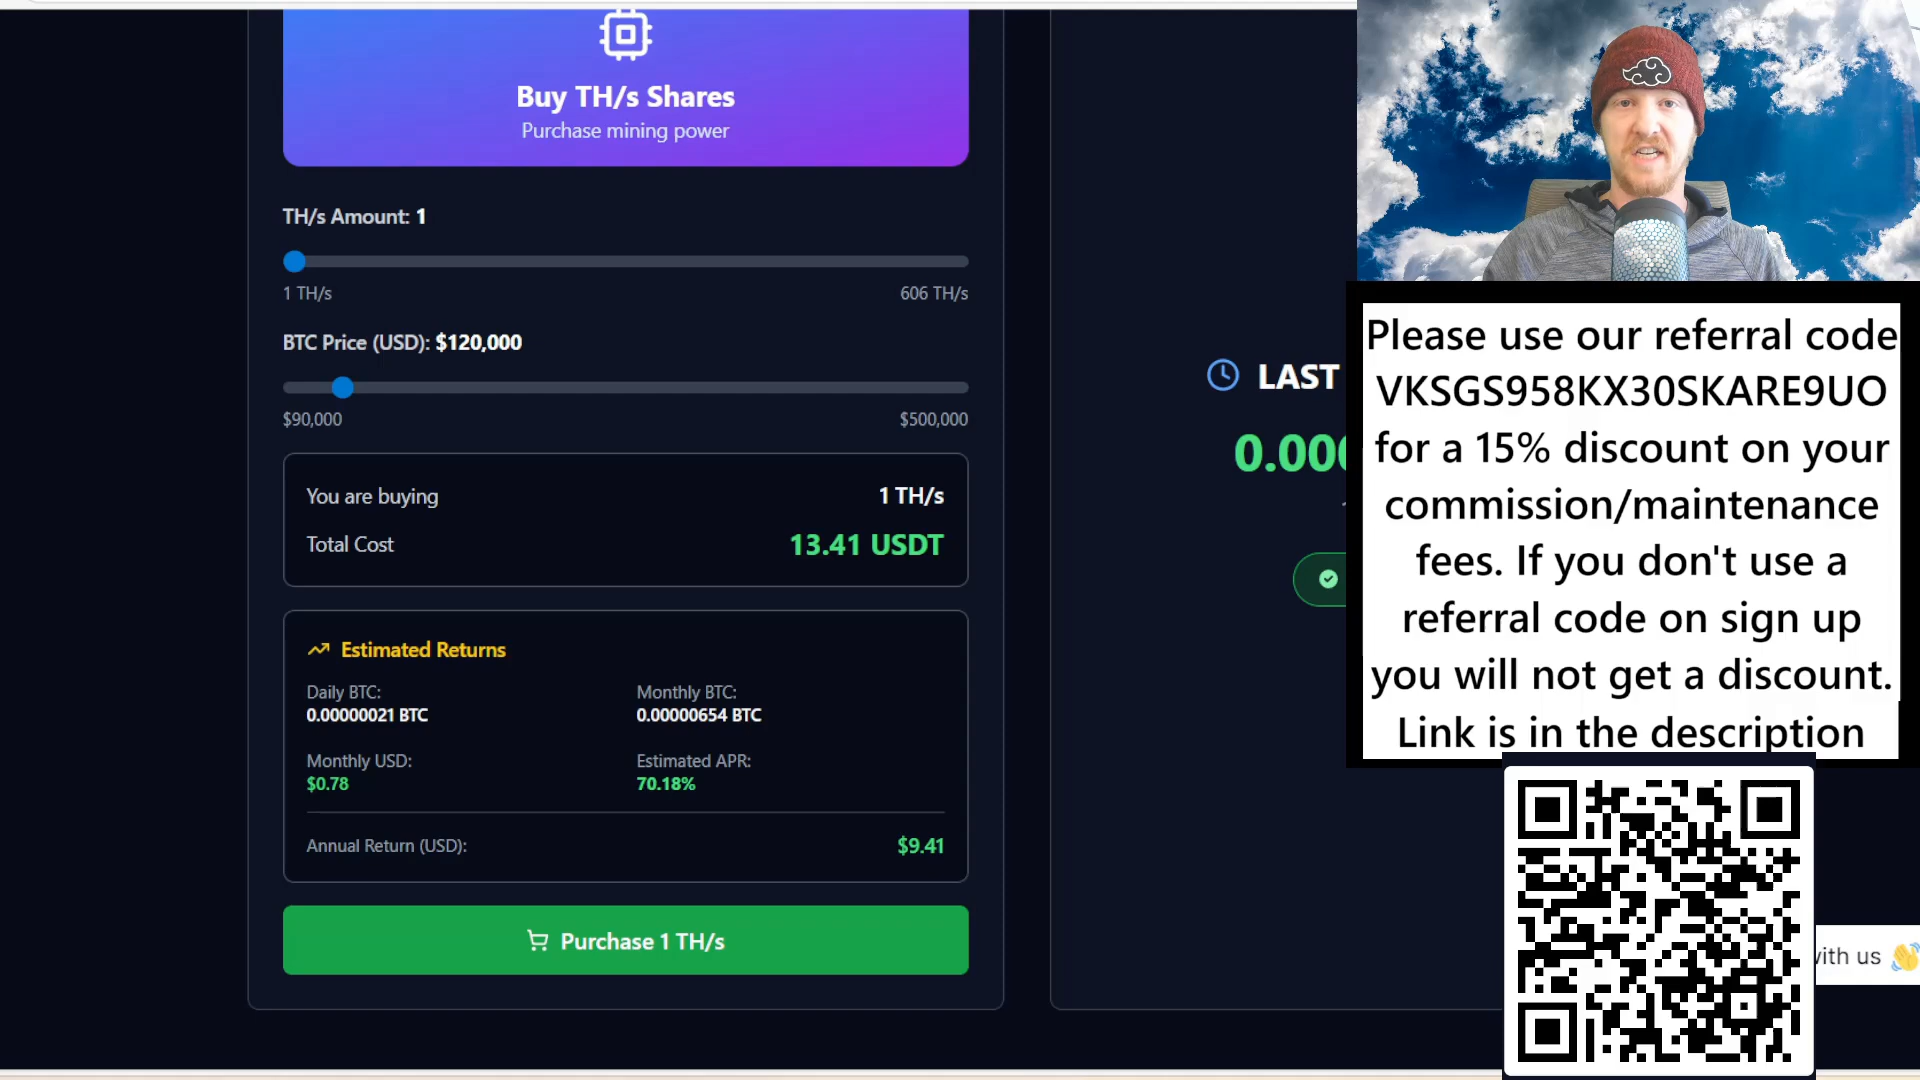 Buy TH/s Shares
Purchase mining power
TH/s Amount: 1
1 TH/s
606 TH/s
BTC Price (USD): $120,000
$90,000
$500,000
You are buying
1 TH/s
Total Cost
13.41 USDT
Estimated Returns
Daily BTC:
0.00000021 BTC
Monthly BTC:
0.00000654 BTC
Monthly USD:
$0.78
Estimated APR:
70.18%
Annual Return (USD):
$9.41
Purchase 1 TH/s
LAST
0.000
Please use our referral code
VKSGS958KX30SKARE9UO
for a 15% discount on your
commission/maintenance
fees. If you don't use a
referral code on sign up
you will not get a discount.
Link is in the description
with us 👋